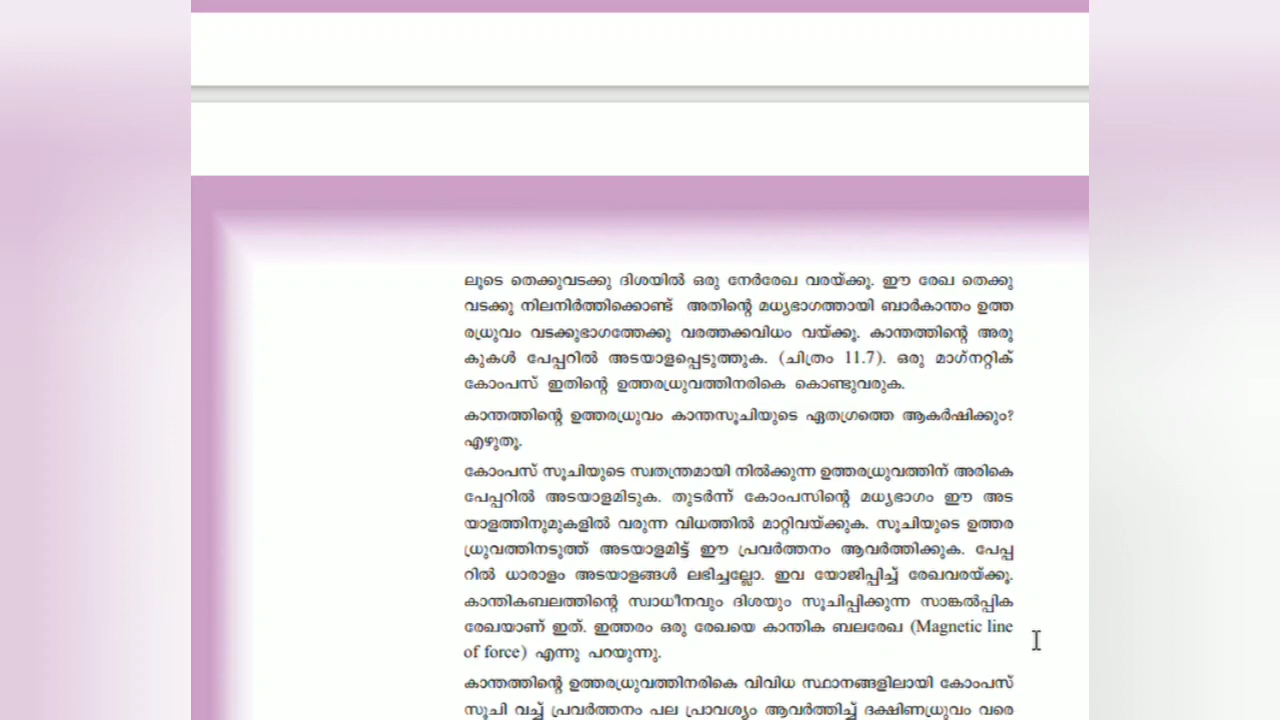 ലൂടെ തെക്കുവടക്കു ദിശയിൽ ഒരു നേർരേഖ വരയ്ക്കൂ. ഈ രേഖ തെക്കു
വടക്കു നിലനിർത്തിക്കൊണ്ട് അതിന്റെ മധ്യഭാഗത്തായി ബാർകാന്തം ഉത്ത
രധ്രുവം വടക്കുഭാഗത്തേക്കു വരത്തക്കവിധം വയ്ക്കൂ. കാന്തത്തിന്റെ അരു
കുകൾ പേപ്പറിൽ അടയാളപ്പെടുത്തുക. (ചിത്രം 11.7). ഒരു മാഗ്നറ്റിക്
കോംപസ് ഇതിന്റെ ഉത്തരധ്രുവത്തിനരികെ കൊണ്ടുവരുക.
കാന്തത്തിന്റെ ഉത്തരധ്രുവം കാന്തസൂചിയുടെ ഏതഗ്രത്തെ ആകർഷിക്കും?
എഴുതൂ.
കോംപസ് സൂചിയുടെ സ്വതന്ത്രമായി നിൽക്കുന്ന ഉത്തരധ്രുവത്തിന് അരികെ
പേപ്പറിൽ അടയാളമിടുക. തുടർന്ന് കോംപസിന്റെ മധ്യഭാഗം ഈ അട
യാളത്തിനുമുകളിൽ വരുന്ന വിധത്തിൽ മാറ്റിവയ്ക്കുക. സൂചിയുടെ ഉത്തര
ധ്രുവത്തിനടുത്ത് അടയാളമിട്ട് ഈ പ്രവർത്തനം ആവർത്തിക്കുക. പേപ്പ
റിൽ ധാരാളം അടയാളങ്ങൾ ലഭിച്ചല്ലോ. ഇവ യോജിപ്പിച്ച് രേഖവരയ്ക്കൂ.
കാന്തികബലത്തിന്റെ സ്വാധീനവും ദിശയും സൂചിപ്പിക്കുന്ന സാങ്കൽപ്പിക
രേഖയാണ് ഇത്. ഇത്തരം ഒരു രേഖയെ കാന്തിക ബലരേഖ (Magnetic line
of force) എന്നു പറയുന്നു.
കാന്തത്തിന്റെ ഉത്തരധ്രുവത്തിനരികെ വിവിധ സ്ഥാനങ്ങളിലായി കോംപസ്
സൂചി വച്ച് പ്രവർത്തനം പല പ്രാവശ്യം ആവർത്തിച്ച് ദക്ഷിണധ്രുവം വരെ